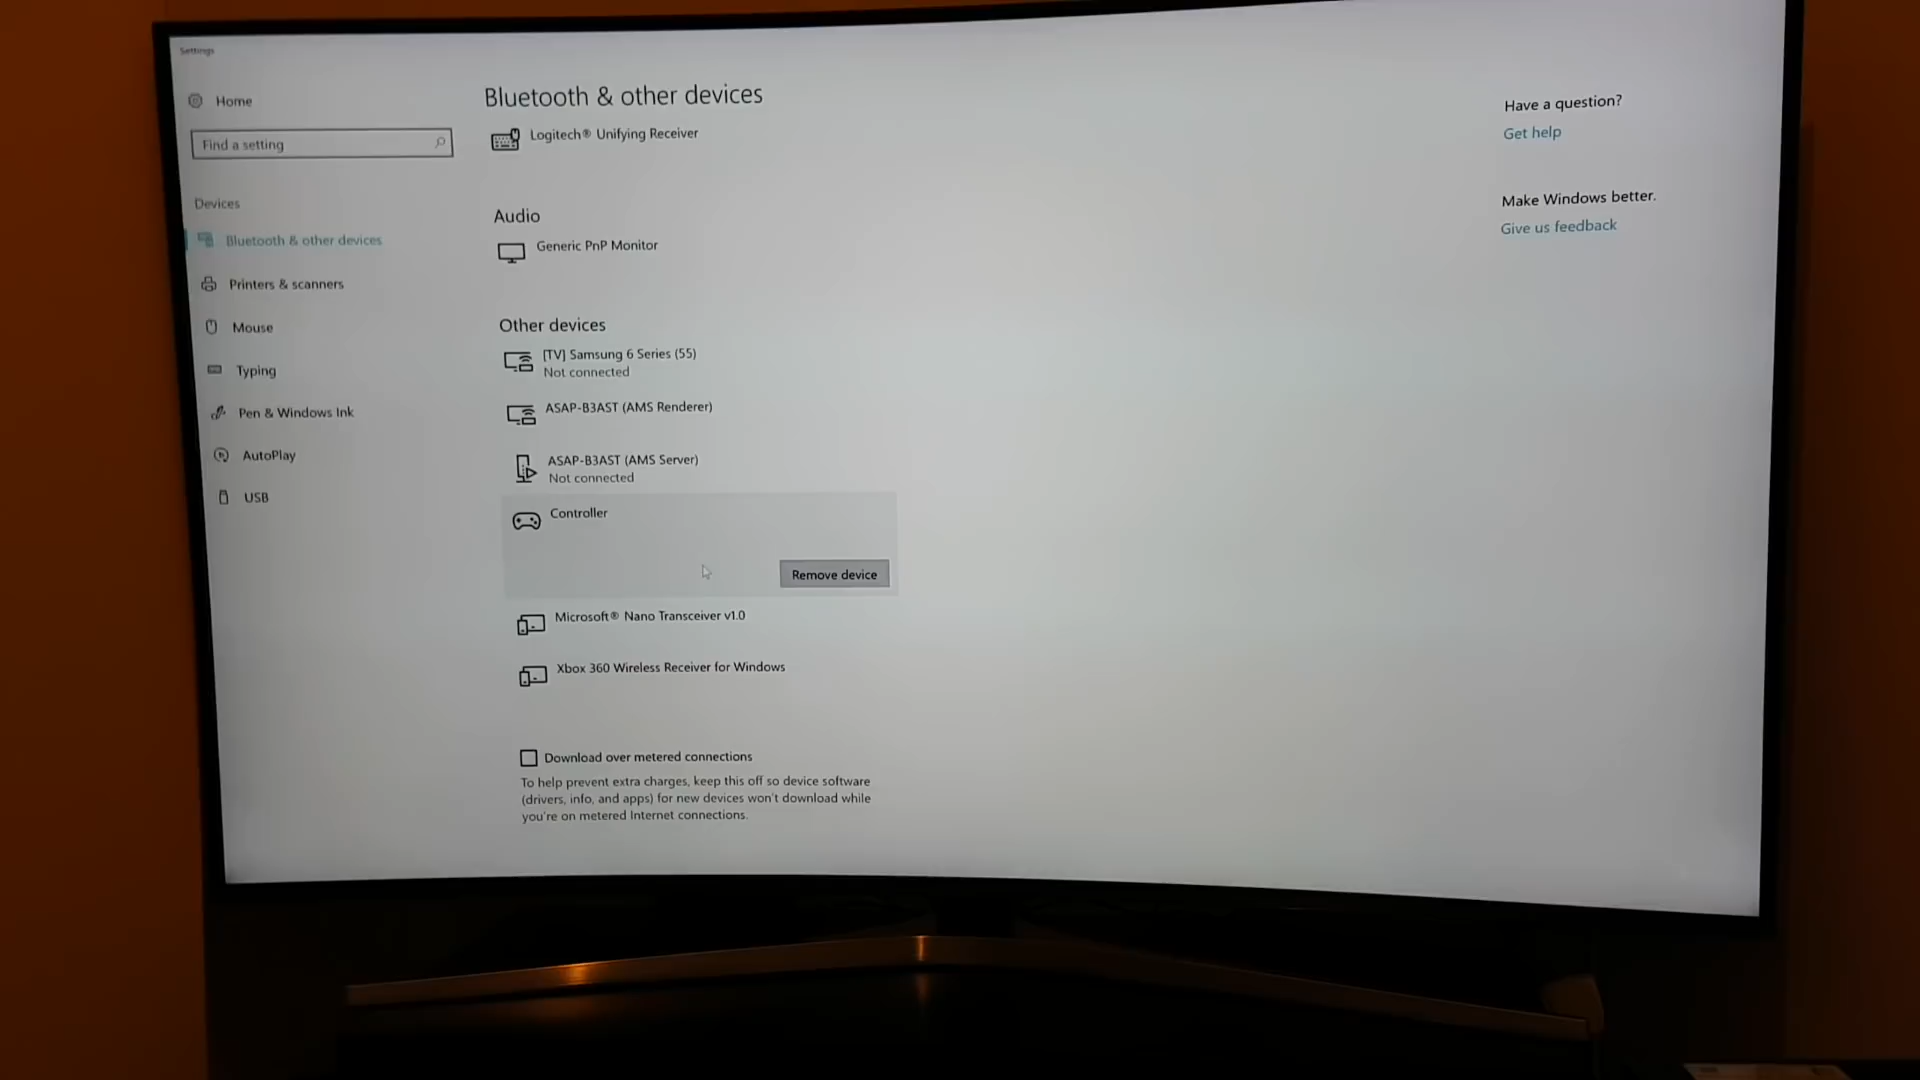 Settings
Home
Find a setting
Devices
Bluetooth & other devices
Printers & scanners
Mouse
Typing
Pen & Windows Ink
AutoPlay
USB
Bluetooth & other devices
Logitech® Unifying Receiver
Audio
Generic PnP Monitor
Other devices
[TV] Samsung 6 Series (55)
Not connected
ASAP-B3AST (AMS Renderer)
ASAP-B3AST (AMS Server)
Not connected
Controller
Remove device
Microsoft® Nano Transceiver v1.0
Xbox 360 Wireless Receiver for Windows
Download over metered connections
To help prevent extra charges, keep this off so device software
(drivers, info, and apps) for new devices won't download while
you're on metered Internet connections.
Have a question?
Get help
Make Windows better.
Give us feedback